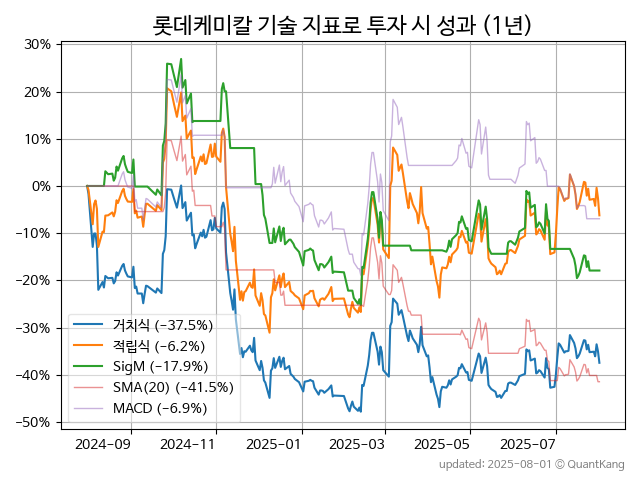 롯데케미칼 기술 지표로 투자 시 성과 (1년)
30%
20%
10%
0%
−10%
−20%
−30%
−40%
−50%
거치식 (−37.5%)
적립식 (−6.2%)
SigM (−17.9%)
SMA(20) (−41.5%)
MACD (−6.9%)
2024-09
2024-11
2025-01
2025-03
2025-05
2025-07
updated: 2025-08-01 © QuantKang